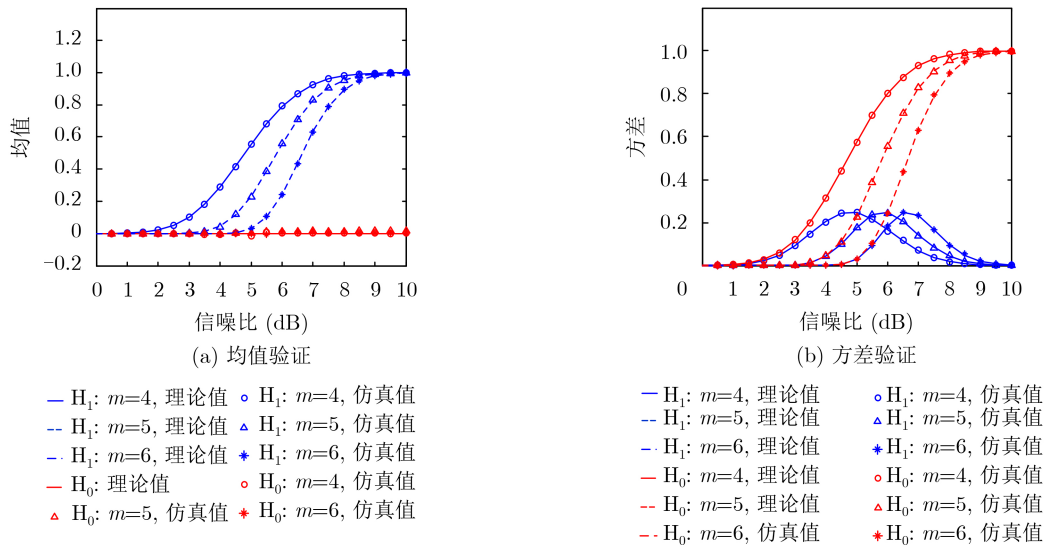 1.2
1.0
0.8
0.6
0.4
0.2
0
−0.2
均值
0 1 2 3 4 5 6 7 8 9 10
信噪比 (dB)
(a) 均值验证
H₁: m=4, 理论值
H₁: m=4, 仿真值
H₁: m=5, 理论值
H₁: m=5, 仿真值
H₁: m=6, 理论值
H₁: m=6, 仿真值
H₀: 理论值
H₀: m=4, 仿真值
H₀: m=5, 仿真值
H₀: m=6, 仿真值
1.0
0.8
0.6
0.4
0.2
方差
0 1 2 3 4 5 6 7 8 9 10
信噪比 (dB)
(b) 方差验证
H₁: m=4, 理论值
H₁: m=4, 仿真值
H₁: m=5, 理论值
H₁: m=5, 仿真值
H₁: m=6, 理论值
H₁: m=6, 仿真值
H₀: m=4, 理论值
H₀: m=4, 仿真值
H₀: m=5, 理论值
H₀: m=5, 仿真值
H₀: m=6, 仿真值
H₀: m=6, 仿真值